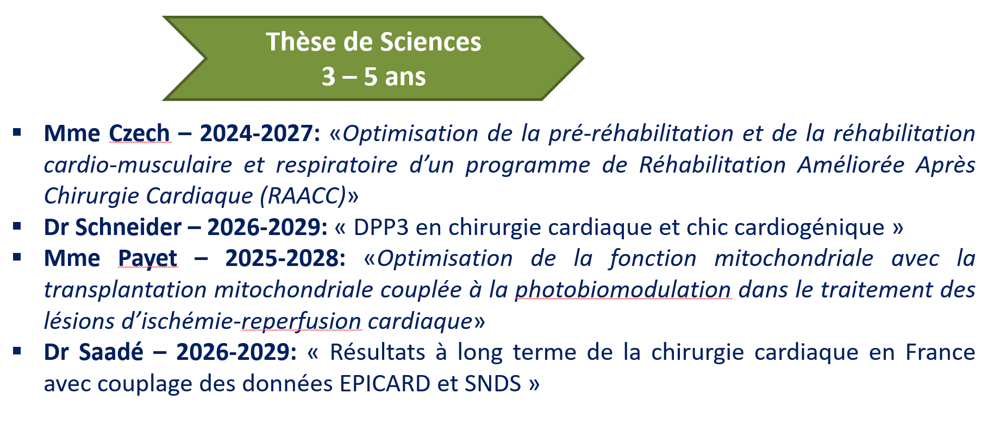 Thèse de Sciences
3 – 5 ans
▪ Mme Czech – 2024-2027: «Optimisation de la pré-réhabilitation et de la réhabilitation
cardio-musculaire et respiratoire d’un programme de Réhabilitation Améliorée Après
Chirurgie Cardiaque (RAACC)»
▪ Dr Schneider – 2026-2029: « DPP3 en chirurgie cardiaque et chic cardiogénique »
▪ Mme Payet – 2025-2028: «Optimisation de la fonction mitochondriale avec la
transplantation mitochondriale couplée à la photobiomodulation dans le traitement des
lésions d’ischémie-reperfusion cardiaque»
▪ Dr Saadé – 2026-2029: « Résultats à long terme de la chirurgie cardiaque en France
avec couplage des données EPICARD et SNDS »